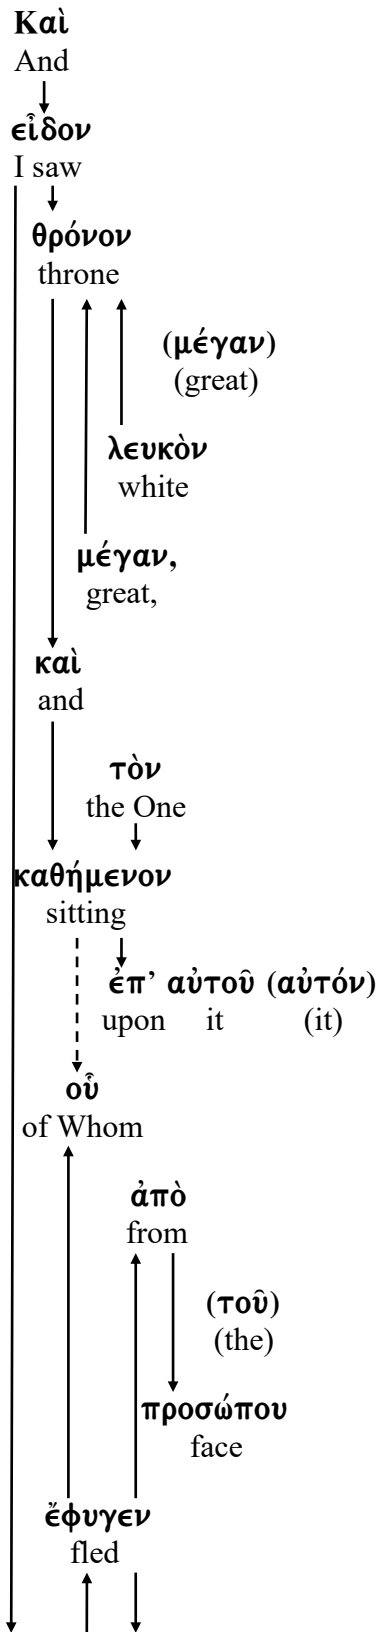 Καὶ
And
εἶδον
I saw
θρόνον
throne
(μέγαν)
(great)
λευκὸν
white
μέγαν,
great,
καὶ
and
τὸν
the One
καθήμενον
sitting
ἐπ’ αὐτοῦ (αὐτόν)
upon it (it)
οὗ
of Whom
ἀπὸ
from
(τοῦ)
(the)
προσώπου
face
ἔφυγεν
fled